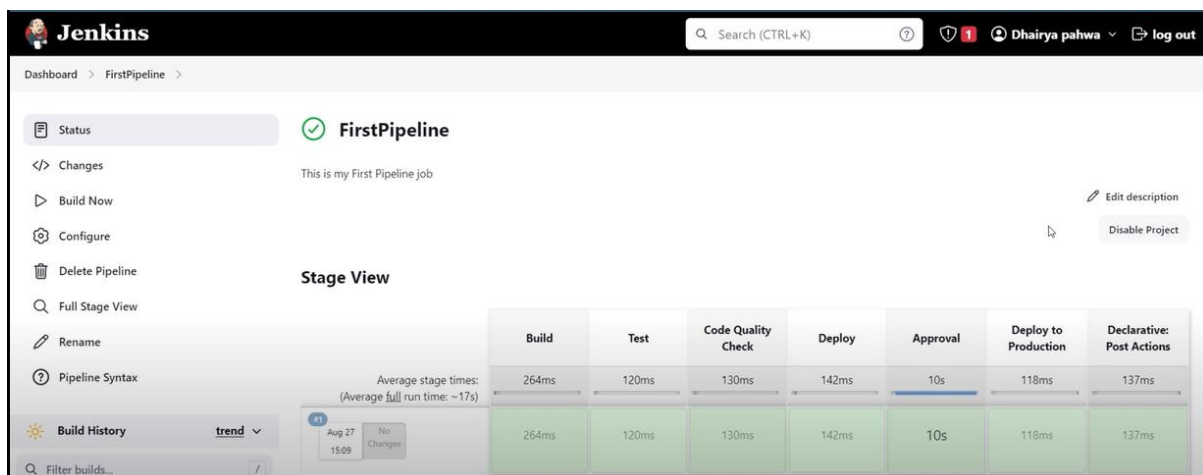 Jenkins
Search (CTRL+K)
1
Dhairya pahwa
log out
Dashboard > FirstPipeline >
Status
Changes
Build Now
Configure
Delete Pipeline
Full Stage View
Rename
Pipeline Syntax
Build History
trend
Filter builds...
/
FirstPipeline
This is my First Pipeline job
Edit description
Disable Project
Stage View
Build
Test
Code Quality
Check
Deploy
Approval
Deploy to
Production
Declarative:
Post Actions
Average stage times:
(Average full run time: ~17s)
264ms 120ms 130ms 142ms 10s 118ms 137ms
#1
Aug 27
15:09
No
Changes
264ms 120ms 130ms 142ms 10s 118ms 137ms